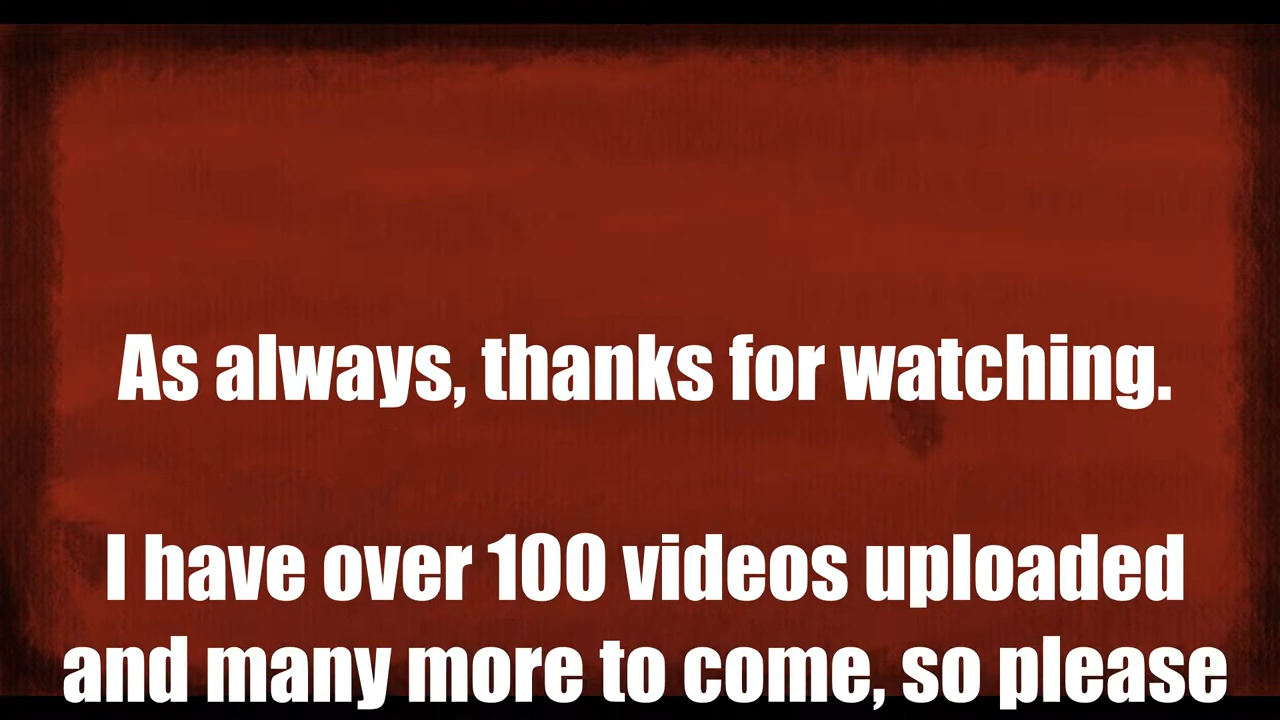 As always, thanks for watching.
I have over 100 videos uploaded
and many more to come, so please